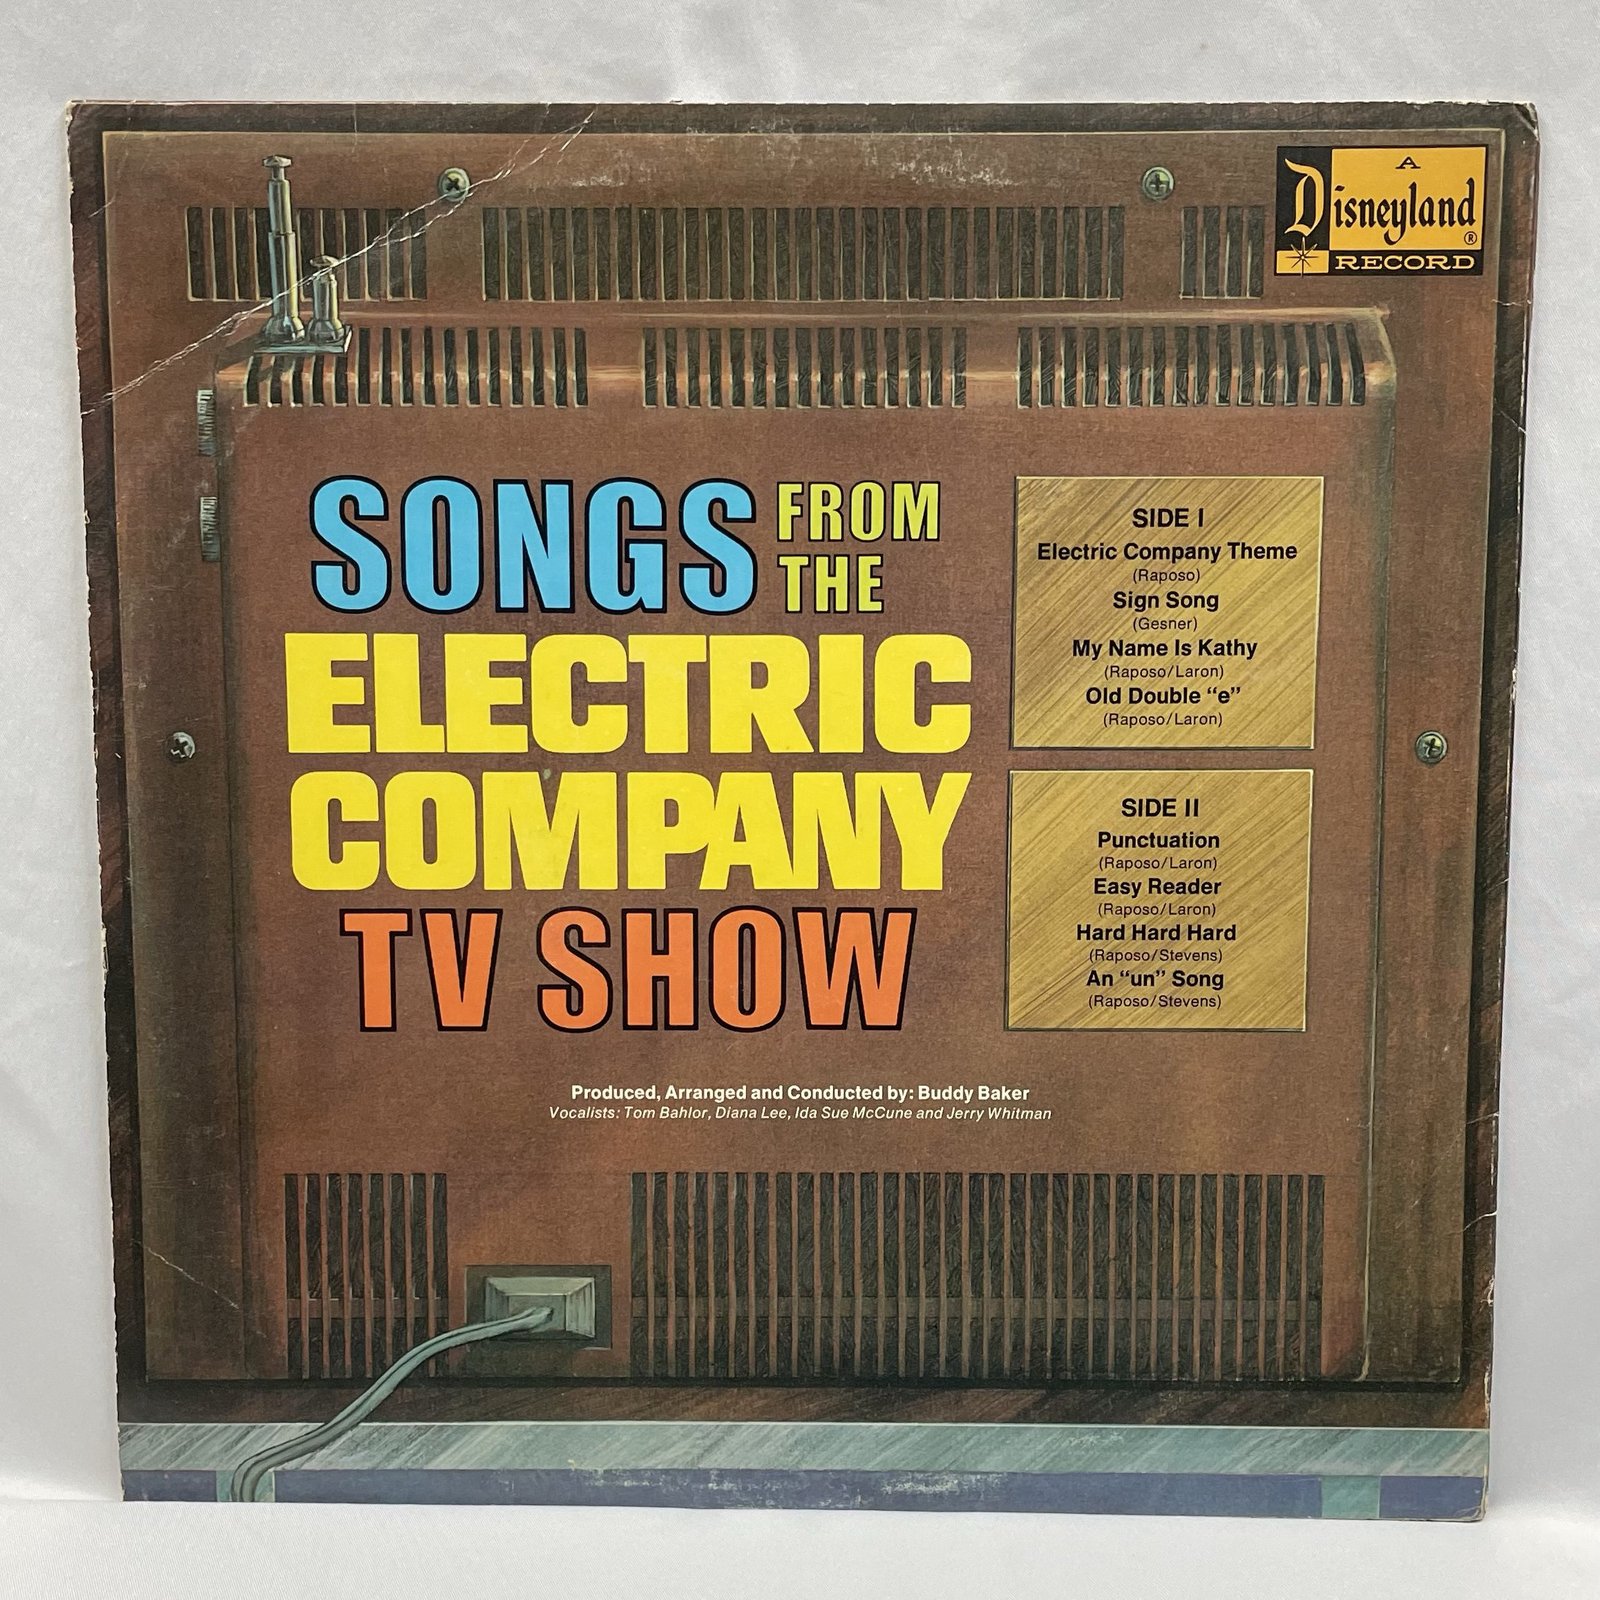 A
Disneyland®
RECORD
SONGS FROM
THE
ELECTRIC
COMPANY
TV SHOW
SIDE I
Electric Company Theme
(Raposo)
Sign Song
(Gesner)
My Name Is Kathy
(Raposo/Laron)
Old Double “e”
(Raposo/Laron)
SIDE II
Punctuation
(Raposo/Laron)
Easy Reader
(Raposo/Laron)
Hard Hard Hard
(Raposo/Stevens)
An “un” Song
(Raposo/Stevens)
Produced, Arranged and Conducted by: Buddy Baker
Vocalists: Tom Bahlor, Diana Lee, Ida Sue McCune and Jerry Whitman